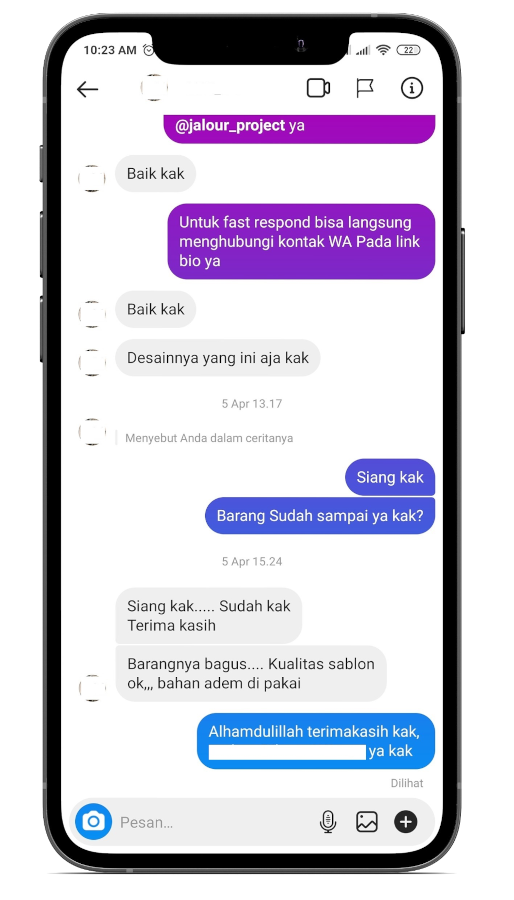 10:23 AM
22
@jalour_project ya
Baik kak
Untuk fast respond bisa langsung
menghubungi kontak WA Pada link
bio ya
Baik kak
Desainnya yang ini aja kak
5 Apr 13.17
Menyebut Anda dalam ceritanya
Siang kak
Barang Sudah sampai ya kak?
5 Apr 15.24
Siang kak..... Sudah kak
Terima kasih
Barangnya bagus.... Kualitas sablon
ok,,, bahan adem di pakai
Alhamdulillah terimakasih kak,
ya kak
Dilihat
Pesan...